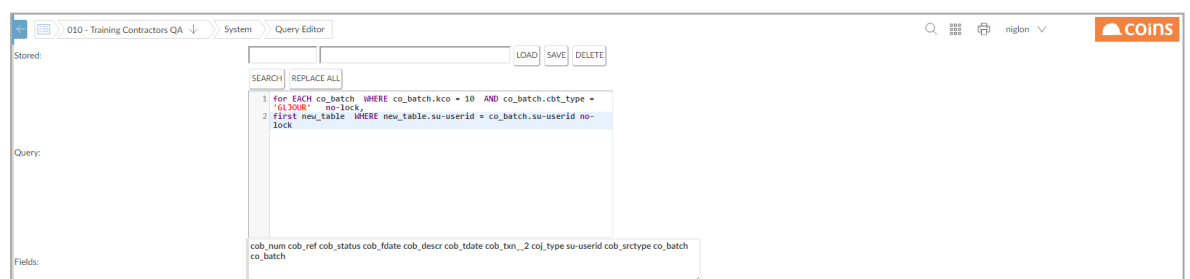 010 - Training Contractors QA System Query Editor niglon coins
Stored: LOAD SAVE DELETE
SEARCH REPLACE ALL
1 for EACH co_batch WHERE co_batch.kco = 10 AND co_batch.cbt_type =
'GLJOUR' no-lock,
2 first new_table WHERE new_table.su-userid = co_batch.su-userid no-
lock
Query:
cob_num cob_ref cob_status cob_fdate cob_descr cob_tdate cob_txn__2 coj_type su-userid cob_srctype co_batch
co_batch
Fields: